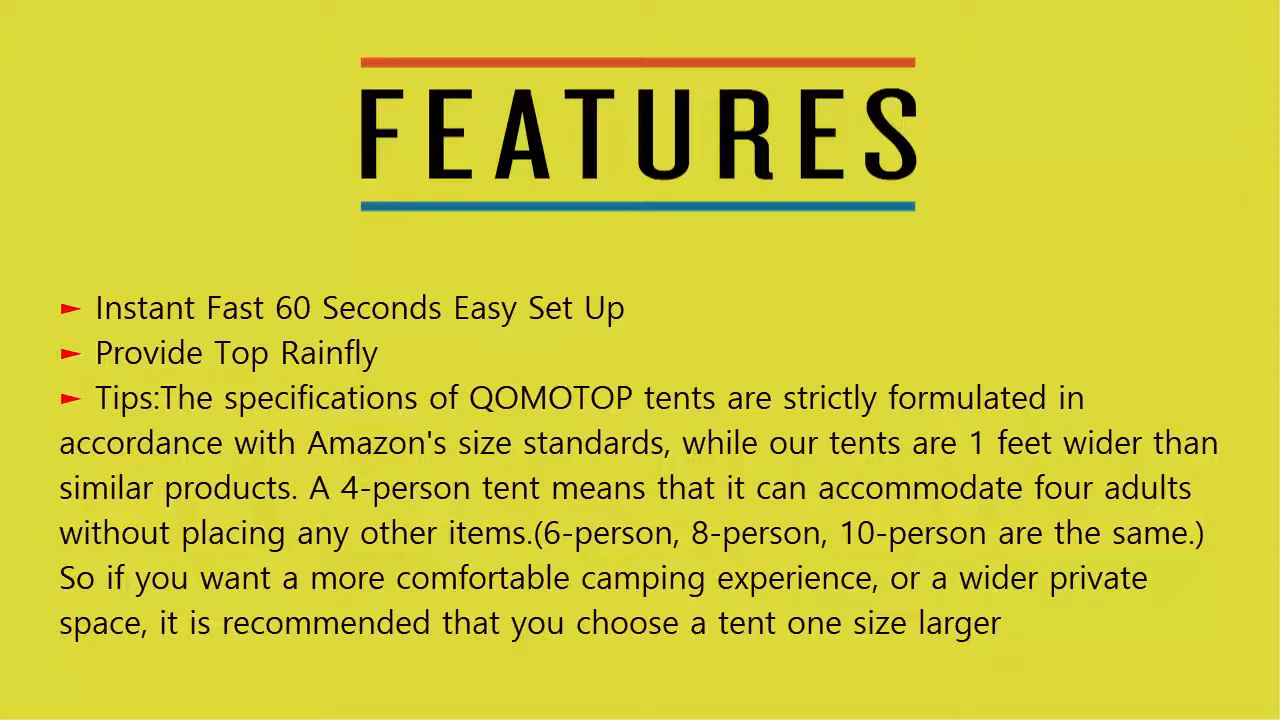 FEATURES
► Instant Fast 60 Seconds Easy Set Up
► Provide Top Rainfly
► Tips:The specifications of QOMOTOP tents are strictly formulated in
accordance with Amazon's size standards, while our tents are 1 feet wider than
similar products. A 4-person tent means that it can accommodate four adults
without placing any other items.(6-person, 8-person, 10-person are the same.)
So if you want a more comfortable camping experience, or a wider private
space, it is recommended that you choose a tent one size larger